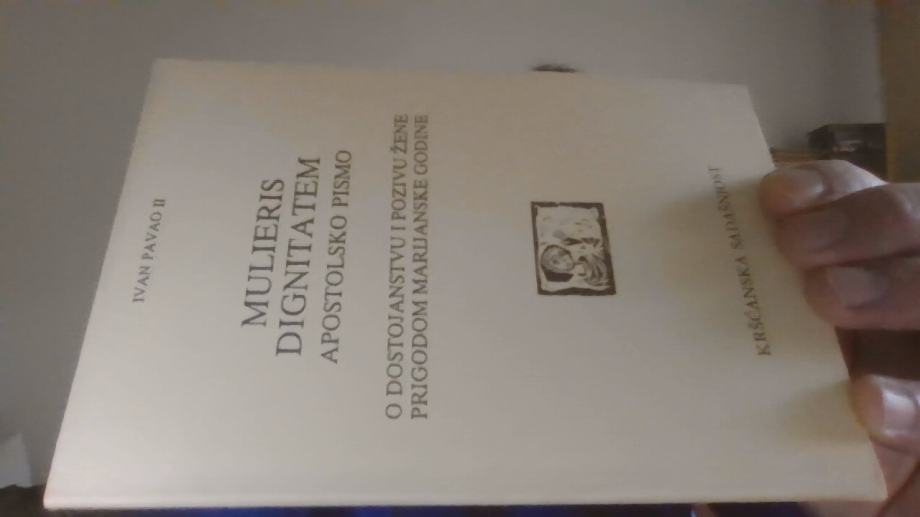 IVAN PAVAO II
MULIERIS
DIGNITATEM
APOSTOLSKO PISMO
O DOSTOJANSTVU I POZIVU ŽENE
PRIGODOM MARIJANSKE GODINE
KRŠĆANSKA SADAŠNJOST